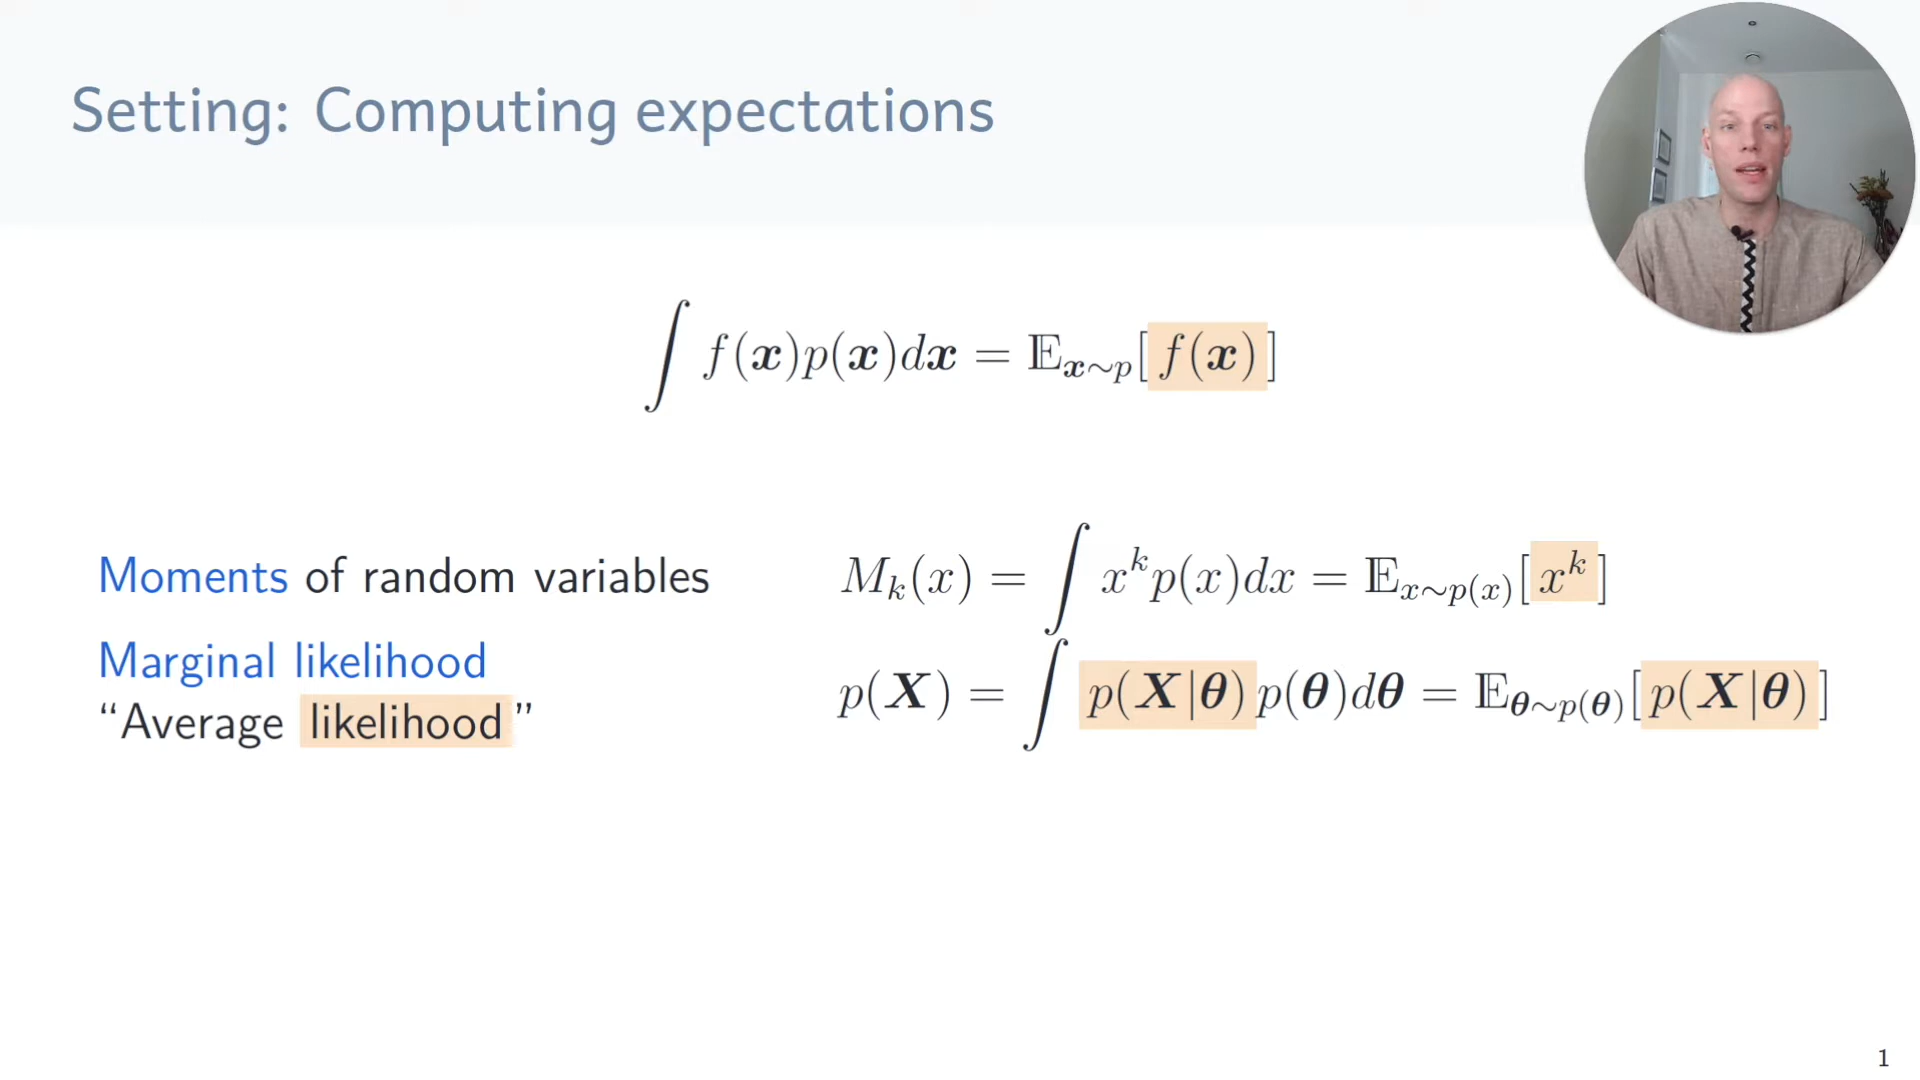 Setting: Computing expectations
∫ f(𝒙)p(𝒙)d𝒙 = 𝔼_{𝒙∼p}[f(𝒙)]
Moments of random variables M_k(x) = ∫ x^k p(x)dx = 𝔼_{x∼p(x)}[x^k]
Marginal likelihood
“Average likelihood” p(𝑿) = ∫ p(𝑿|𝜽)p(𝜽)d𝜽 = 𝔼_{𝜽∼p(𝜽)}[p(𝑿|𝜽)]
1